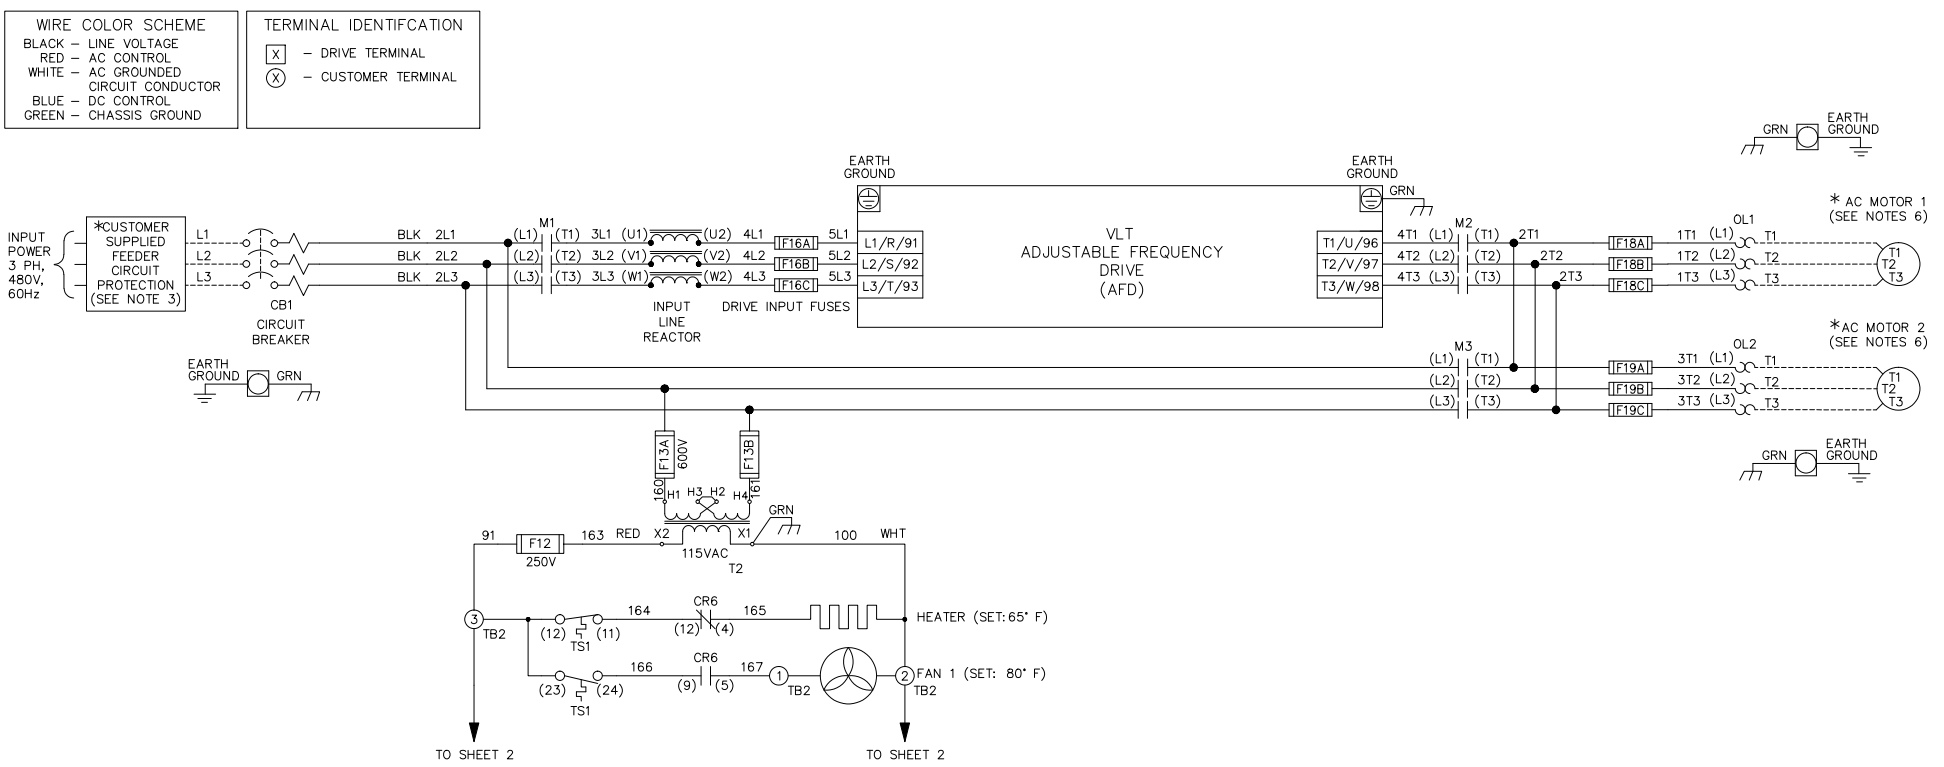 WIRE COLOR SCHEME
BLACK – LINE VOLTAGE
RED – AC CONTROL
WHITE – AC GROUNDED
CIRCUIT CONDUCTOR
BLUE – DC CONTROL
GREEN – CHASSIS GROUND
TERMINAL IDENTIFCATION
X – DRIVE TERMINAL
X – CUSTOMER TERMINAL
INPUT
POWER
3 PH,
480V,
60Hz
*CUSTOMER
SUPPLIED
FEEDER
CIRCUIT
PROTECTION
(SEE NOTE 3)
L1
L2
L3
CB1
CIRCUIT
BREAKER
EARTH
GROUND
GRN
BLK 2L1
BLK 2L2
BLK 2L3
M1
(L1) (T1) 3L1 (U1) (U2) 4L1 F16A 5L1
(L2) (T2) 3L2 (V1) (V2) 4L2 F16B 5L2
(L3) (T3) 3L3 (W1) (W2) 4L3 F16C 5L3
INPUT
LINE
REACTOR
DRIVE INPUT FUSES
EARTH
GROUND
L1/R/91
L2/S/92
L3/T/93
VLT
ADJUSTABLE FREQUENCY
DRIVE
(AFD)
EARTH
GROUND
GRN
T1/U/96
T2/V/97
T3/W/98
M2
4T1 (L1) (T1) 2T1 F18A 1T1 (L1) T1
4T2 (L2) (T2) 2T2 F18B 1T2 (L2) T2
4T3 (L3) (T3) 2T3 F18C 1T3 (L3) T3
OL1
GRN
EARTH
GROUND
* AC MOTOR 1
(SEE NOTES 6)
T1
T2
T3
M3
(L1) (T1) F19A 3T1 (L1) T1
(L2) (T2) F19B 3T2 (L2) T2
(L3) (T3) F19C 3T3 (L3) T3
OL2
*AC MOTOR 2
(SEE NOTES 6)
T1
T2
T3
GRN
EARTH
GROUND
F13A
600V
F13B
160
161
H1 H3 H2 H4
GRN
91 F12 163 RED X2 X1 100 WHT
250V
115VAC
T2
3
TB2
(12) (11)
TS1
164
CR6
(12) (4)
165
HEATER (SET:65° F)
(23) (24)
TS1
166
CR6
(9) (5)
167
1
TB2
2
TB2
FAN 1 (SET: 80° F)
TO SHEET 2
TO SHEET 2